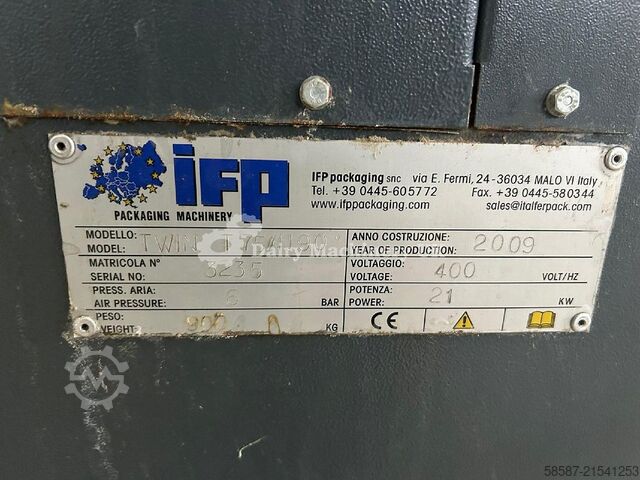 ifp
PACKAGING MACHINERY
IFP packaging snc via E. Fermi, 24-36034 MALO VI Italy
Tel. +39 0445-605772 Fax. +39 0445-580344
www.ifppackaging.com sales@italferpack.com
MODELLO:
MODEL: TWIN
ANNO COSTRUZIONE:
YEAR OF PRODUCTION: 2009
MATRICOLA N°
SERIAL NO: 3235
VOLTAGGIO:
VOLTAGE: 400 VOLT/HZ
PRESS. ARIA:
AIR PRESSURE: 6 BAR
POTENZA:
POWER: 21 KW
PESO:
WEIGHT: KG
CE
Dairy Machinery
58587-21541253